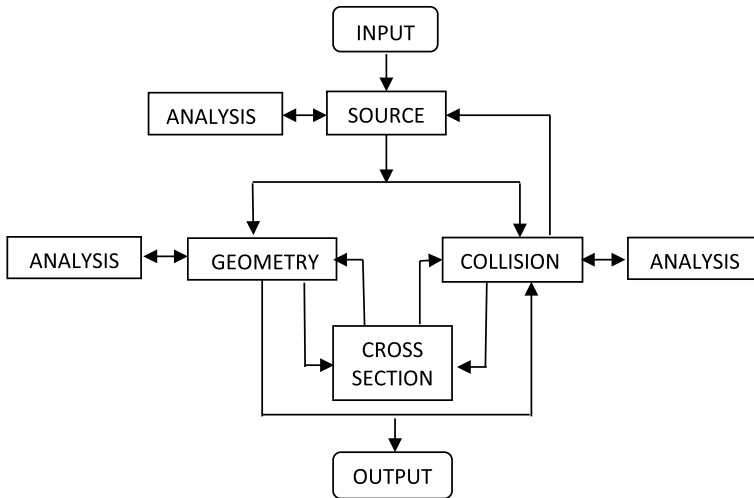 INPUT
ANALYSIS
SOURCE
ANALYSIS
GEOMETRY
COLLISION
ANALYSIS
CROSS
SECTION
OUTPUT